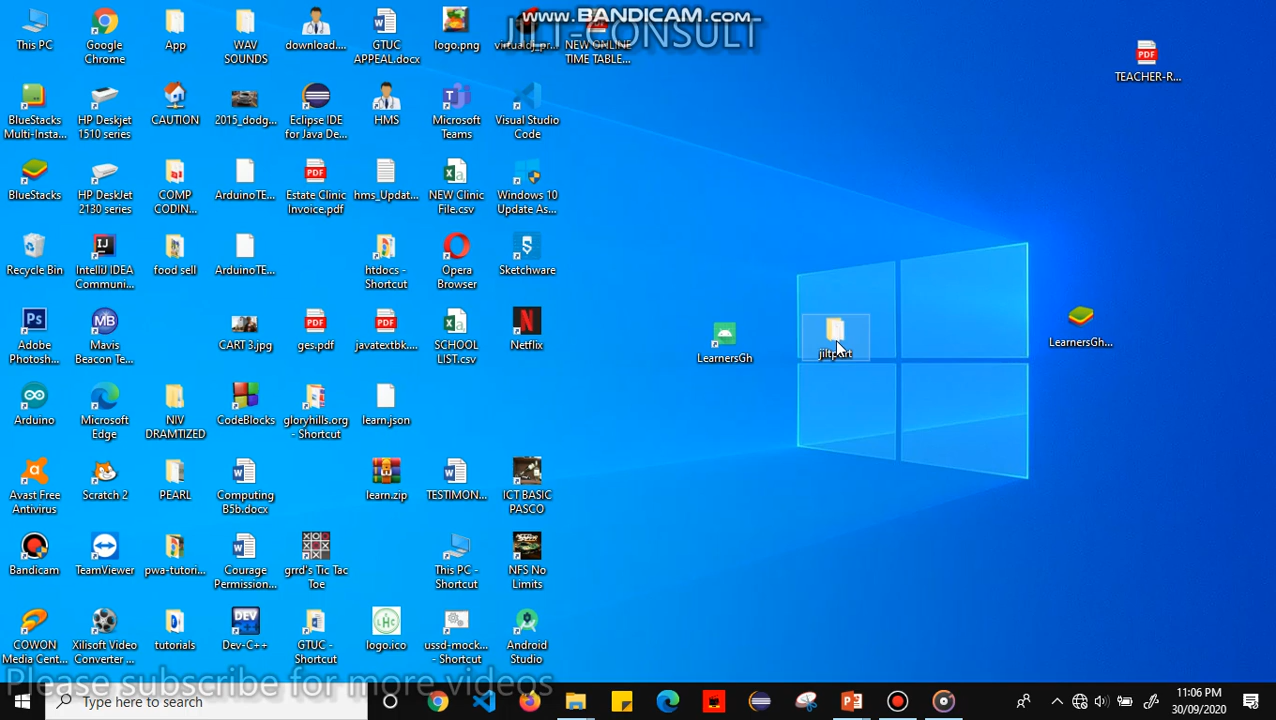 www.BANDICAM.com
JILT-CONSULT
This PC
Google
Chrome
App
WAV
SOUNDS
download....
GTUC
APPEAL.docx
logo.png
virtualdj_pr...
NEW ONLINE
TIME TABLE...
TEACHER-R...
BlueStacks
Multi-Insta...
HP Deskjet
1510 series
CAUTION
2015_dodg...
Eclipse IDE
for Java De...
HMS
Microsoft
Teams
Visual Studio
Code
BlueStacks
HP DeskJet
2130 series
COMP
CODIN...
ArduinoTE...
Estate Clinic
Invoice.pdf
hms_Updat...
NEW Clinic
File.csv
Windows 10
Update As...
Recycle Bin
IntelliJ IDEA
Communi...
food sell
ArduinoTE...
htdocs -
Shortcut
Opera
Browser
Sketchware
Adobe
Photosh...
Mavis
Beacon Te...
CART 3.jpg
ges.pdf
javatextbk....
SCHOOL
LIST.csv
Netflix
LearnersGh
LearnersGh...
Arduino
Microsoft
Edge
NIV
DRAMTIZED
CodeBlocks
gloryhills.org
- Shortcut
learn.json
Avast Free
Antivirus
Scratch 2
PEARL
Computing
B5b.docx
learn.zip
TESTIMON...
ICT BASIC
PASCO
Bandicam
TeamViewer
pwa-tutori...
Courage
Permission...
grrd's Tic Tac
Toe
This PC -
Shortcut
NFS No
Limits
COWON
Media Cent...
Xilisoft Video
Converter ...
tutorials
Dev-C++
GTUC -
Shortcut
logo.ico
ussd-mock...
- Shortcut
Android
Studio
Please subscribe for more videos
Type here to search
11:06 PM
30/09/2020